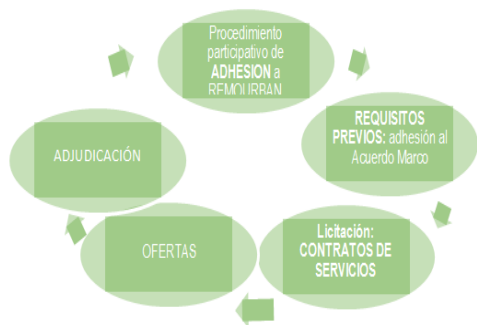 Procedimiento
participativo de
ADHESION a
REMOURBAN
REQUISITOS
PREVIOS: adhesión al
Acuerdo Marco
Licitación:
CONTRATOS DE
SERVICIOS
OFERTAS
ADJUDICACIÓN